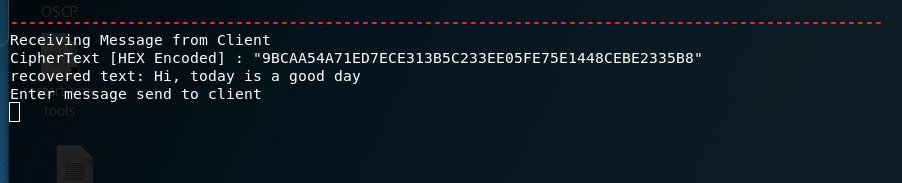 OSCP
--------------------------------------------------------------------------------
Receiving Message from Client
CipherText [HEX Encoded] : "9BCAA54A71ED7ECE313B5C233EE05FE75E1448CEBE2335B8"
recovered text: Hi, today is a good day
Enter message send to client
tools